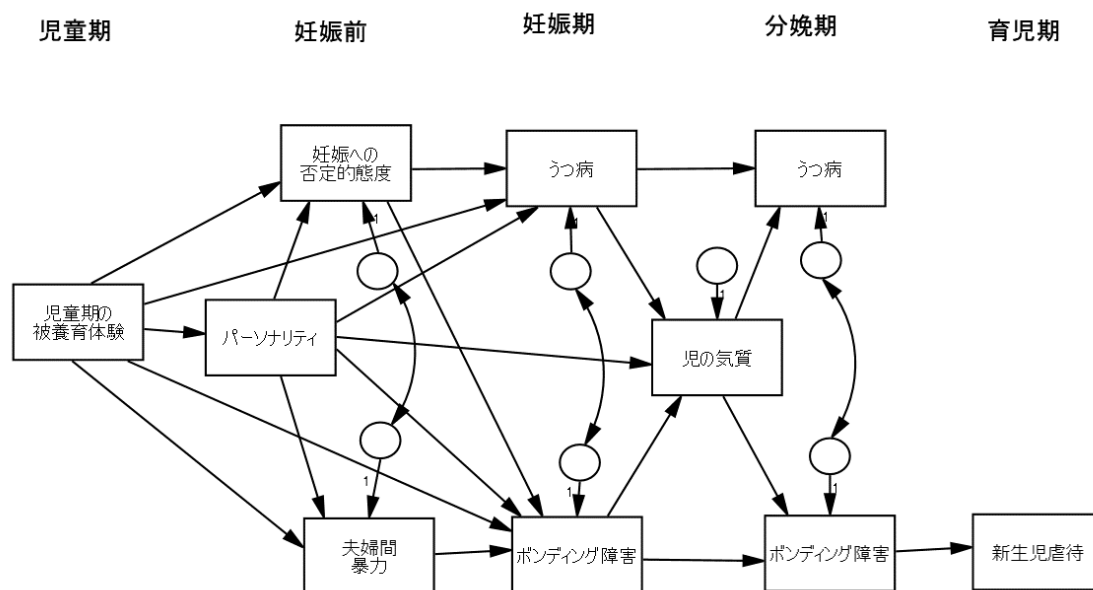 児童期
妊娠前
妊娠期
分娩期
育児期
妊娠への
否定的態度
うつ病
うつ病
1
1
1
1
児童期の
被養育体験
パーソナリティ
児の気質
1
1
1
夫婦間
暴力
ボンディング障害
ボンディング障害
新生児虐待